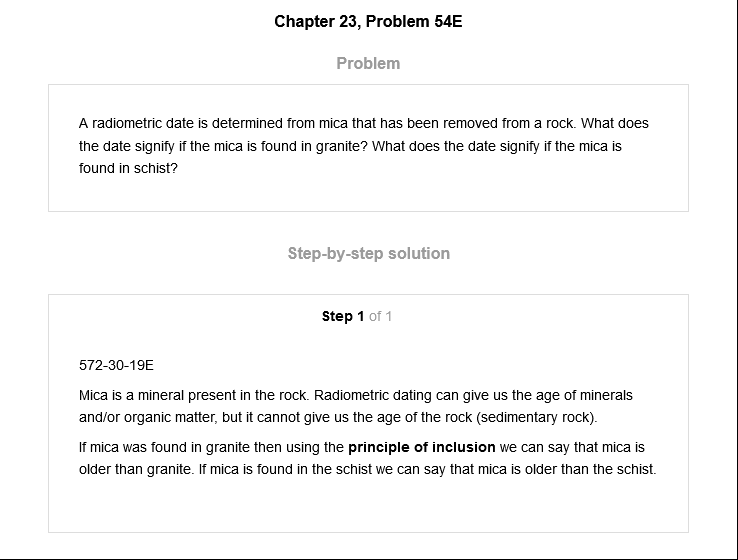 Chapter 23, Problem 54E
Problem
A radiometric date is determined from mica that has been removed from a rock. What does
the date signify if the mica is found in granite? What does the date signify if the mica is
found in schist?
Step-by-step solution
Step 1 of 1
572-30-19E
Mica is a mineral present in the rock. Radiometric dating can give us the age of minerals
and/or organic matter, but it cannot give us the age of the rock (sedimentary rock).
If mica was found in granite then using the principle of inclusion we can say that mica is
older than granite. If mica is found in the schist we can say that mica is older than the schist.